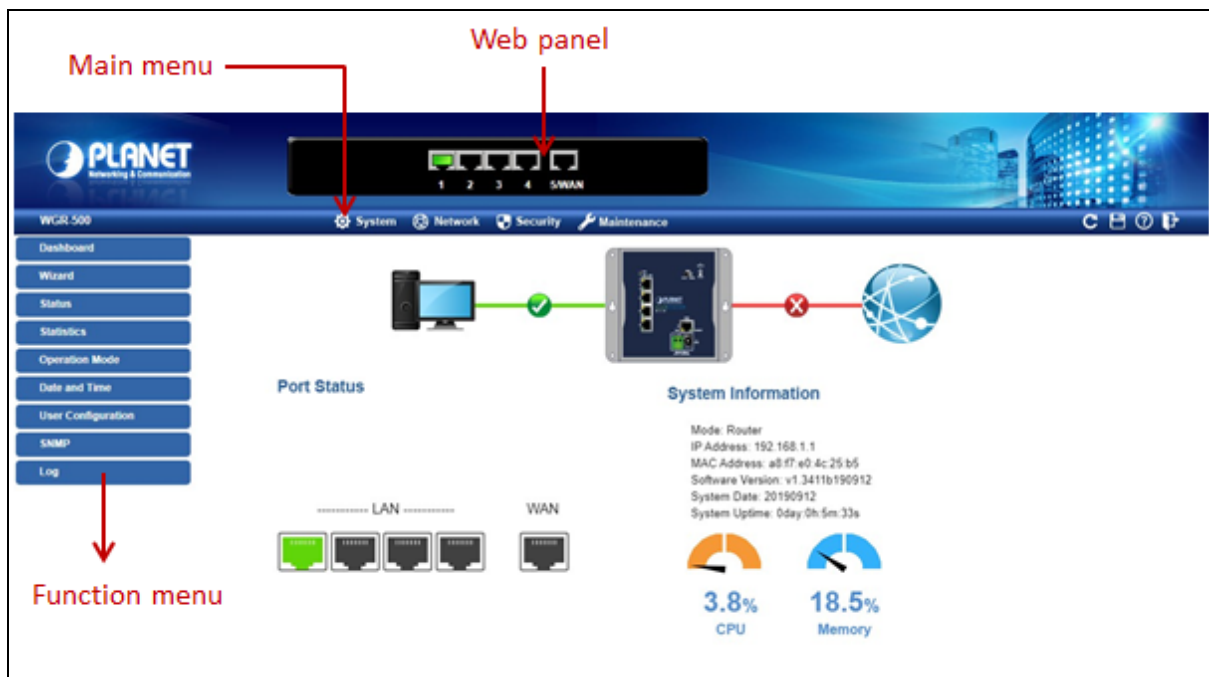 Web panel
Main menu
PLANET
Networking & Communication
1 2 3 4 5/WAN
WGR-500
System Network Security Maintenance
Dashboard
Wizard
Status
Statistics
Operation Mode
Date and Time
User Configuration
SNMP
Log
Function menu
PLANET
Port Status
----------- LAN -----------
WAN
System Information
Mode: Router
IP Address: 192.168.1.1
MAC Address: a8:f7:e0:4c:25:b5
Software Version: v1.3411b190912
System Date: 20190912
System Uptime: 0day:0h:5m:33s
3.8%
CPU
18.5%
Memory